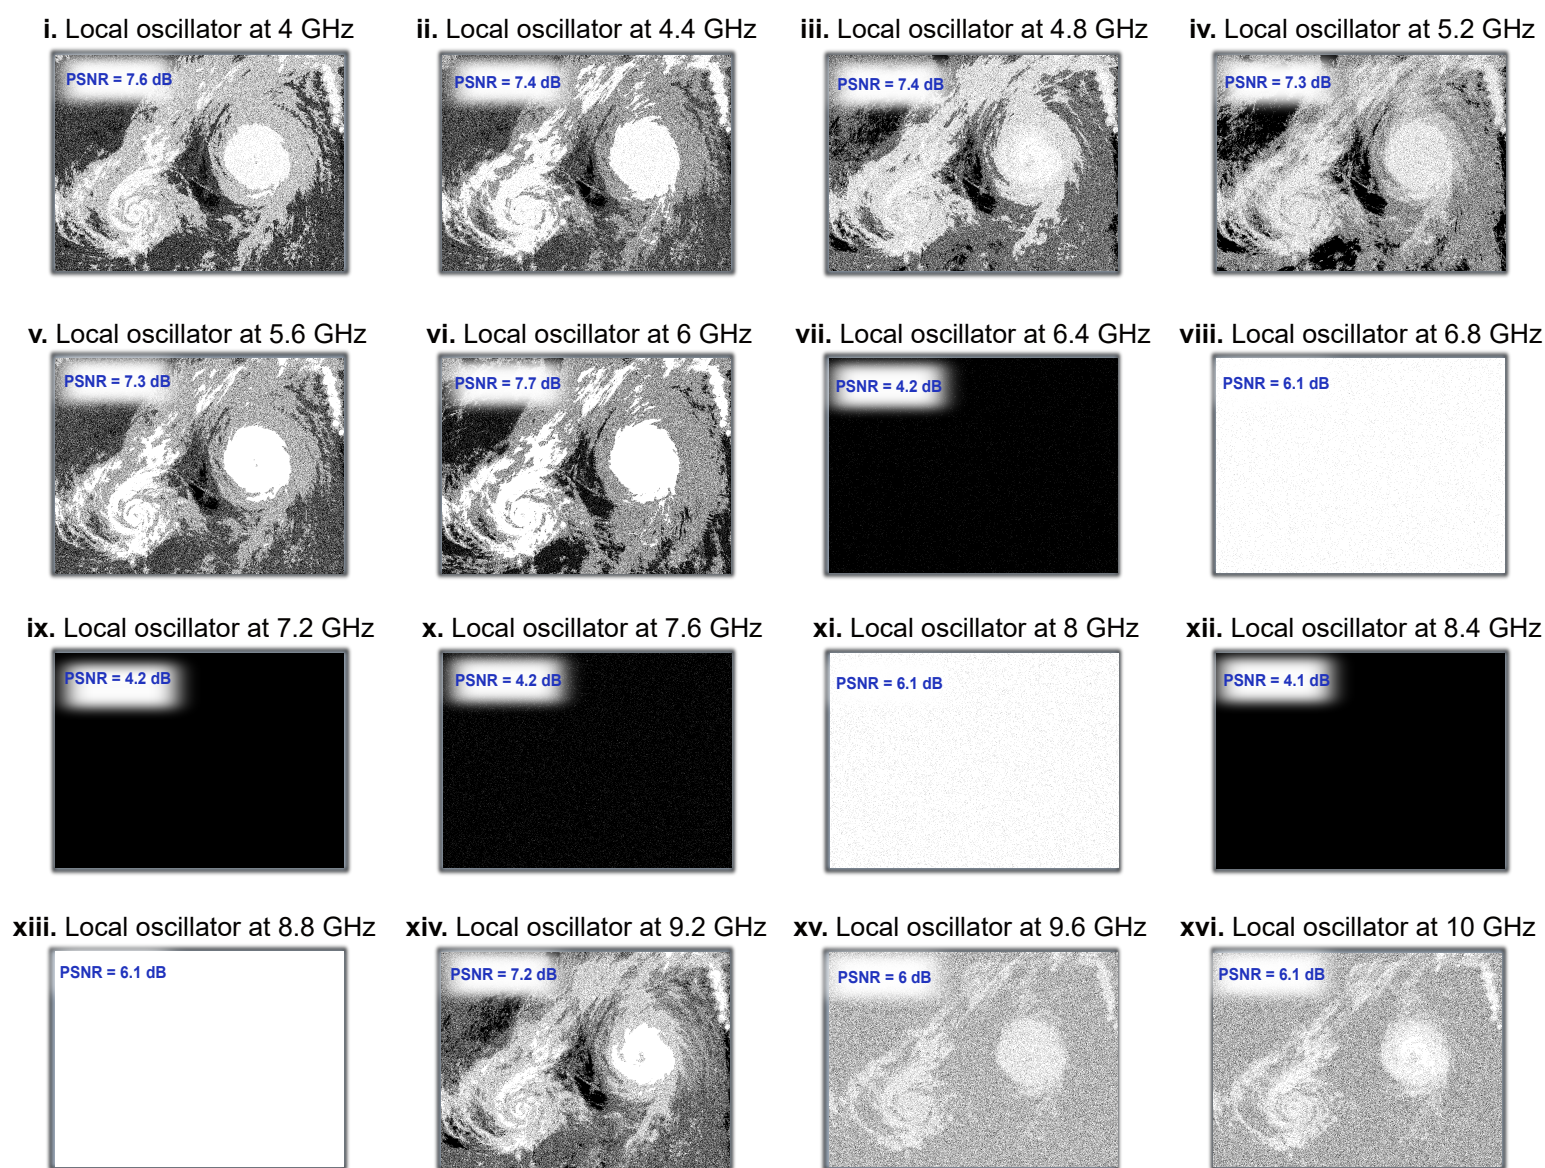 i. Local oscillator at 4 GHz
ii. Local oscillator at 4.4 GHz
iii. Local oscillator at 4.8 GHz
iv. Local oscillator at 5.2 GHz
PSNR = 7.6 dB
PSNR = 7.4 dB
PSNR = 7.4 dB
PSNR = 7.3 dB
v. Local oscillator at 5.6 GHz
vi. Local oscillator at 6 GHz
vii. Local oscillator at 6.4 GHz
viii. Local oscillator at 6.8 GHz
PSNR = 7.3 dB
PSNR = 7.7 dB
PSNR = 4.2 dB
PSNR = 6.1 dB
ix. Local oscillator at 7.2 GHz
x. Local oscillator at 7.6 GHz
xi. Local oscillator at 8 GHz
xii. Local oscillator at 8.4 GHz
PSNR = 4.2 dB
PSNR = 4.2 dB
PSNR = 6.1 dB
PSNR = 4.1 dB
xiii. Local oscillator at 8.8 GHz
xiv. Local oscillator at 9.2 GHz
xv. Local oscillator at 9.6 GHz
xvi. Local oscillator at 10 GHz
PSNR = 6.1 dB
PSNR = 7.2 dB
PSNR = 6 dB
PSNR = 6.1 dB